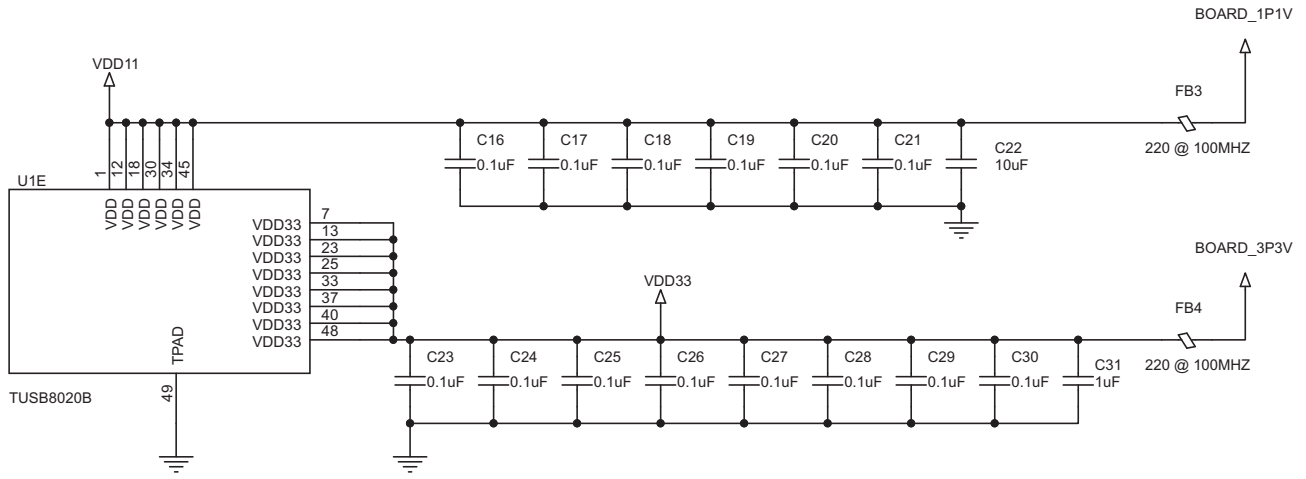 BOARD_1P1V
VDD11
FB3
220 @ 100MHZ
C16
0.1uF
C17
0.1uF
C18
0.1uF
C19
0.1uF
C20
0.1uF
C21
0.1uF
C22
10uF
1
12
18
30
34
45
U1E
VDD
VDD
VDD
VDD
VDD
VDD
VDD33 7
VDD33 13
VDD33 23
VDD33 25
VDD33 33
VDD33 37
VDD33 40
VDD33 48
BOARD_3P3V
VDD33
FB4
220 @ 100MHZ
C23
0.1uF
C24
0.1uF
C25
0.1uF
C26
0.1uF
C27
0.1uF
C28
0.1uF
C29
0.1uF
C30
0.1uF
C31
1uF
TPAD
49
TUSB8020B